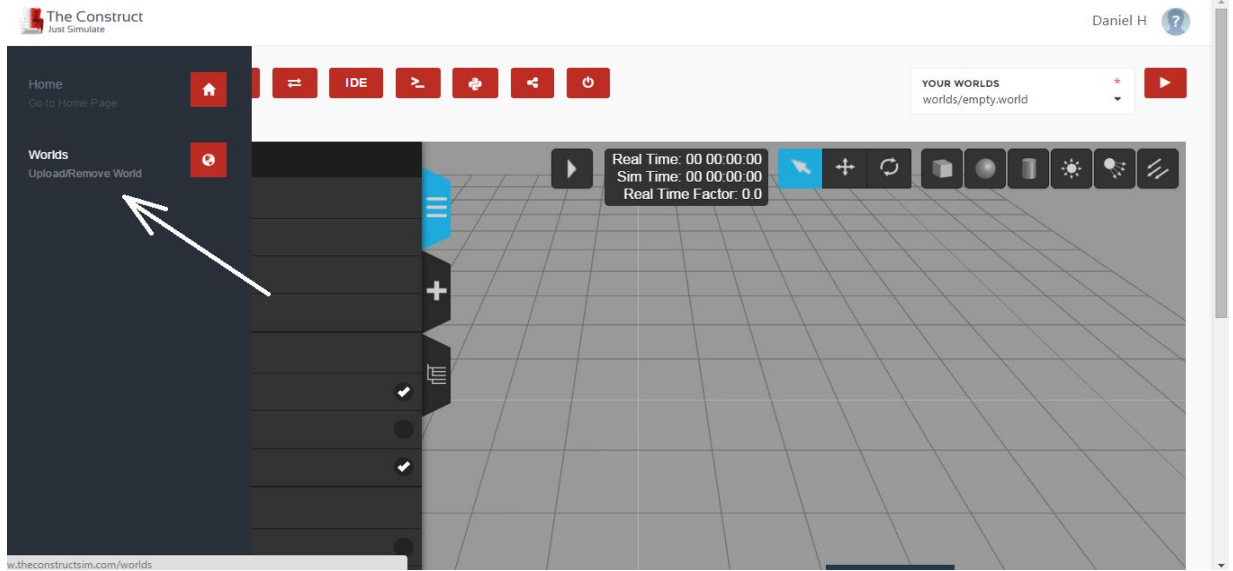 The Construct
Just Simulate
Daniel H
?
Home
Go to Home Page
IDE
YOUR WORLDS *
worlds/empty.world
Worlds
Upload/Remove World
Real Time: 00 00:00:00
Sim Time: 00 00:00:00
Real Time Factor: 0.0
w.theconstructsim.com/worlds